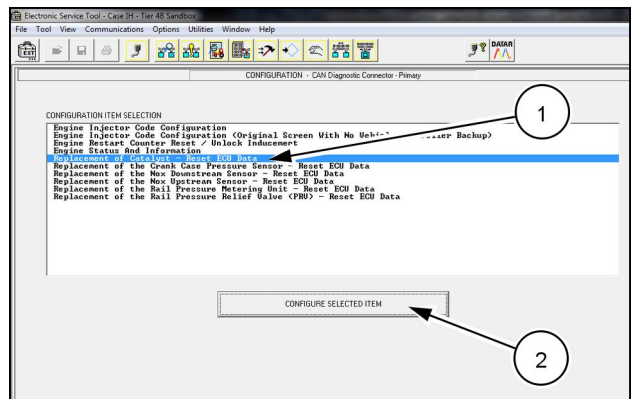 Electronic Service Tool - Case IH - Tier 4B Sandbox
File Tool View Communications Options Utilities Window Help
EST
DATAR
CONFIGURATION - CAN Diagnostic Connector - Primary
1
CONFIGURATION ITEM SELECTION
Engine Injector Code Configuration
Engine Injector Code Configuration (Original Screen With No Backup)
Engine Restart Counter Reset / Unlock Inducement
Engine Status And Information
Replacement of Catalyst - Reset ECU Data
Replacement of the Crank Case Pressure Sensor - Reset ECU Data
Replacement of the Nox Downstream Sensor - Reset ECU Data
Replacement of the Nox Upstream Sensor - Reset ECU Data
Replacement of the Rail Pressure Metering Unit - Reset ECU Data
Replacement of the Rail Pressure Relief Valve (PRV) - Reset ECU Data
CONFIGURE SELECTED ITEM
2